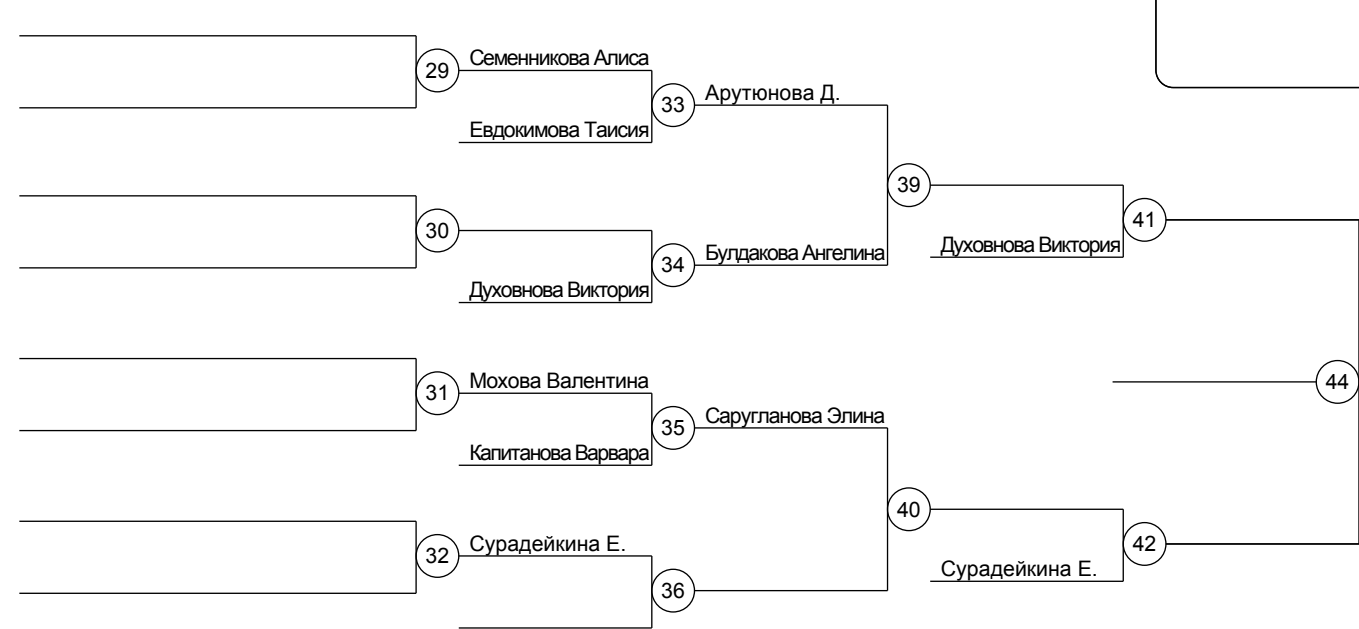 29
Семенникова Алиса
33
Арутюнова Д.
Евдокимова Таисия
39
30
41
34
Булдакова Ангелина
Духовнова Виктория
Духовнова Виктория
31
Мохова Валентина
44
35
Саругланова Элина
Капитанова Варвара
40
32
Сурадейкина Е.
42
36
Сурадейкина Е.